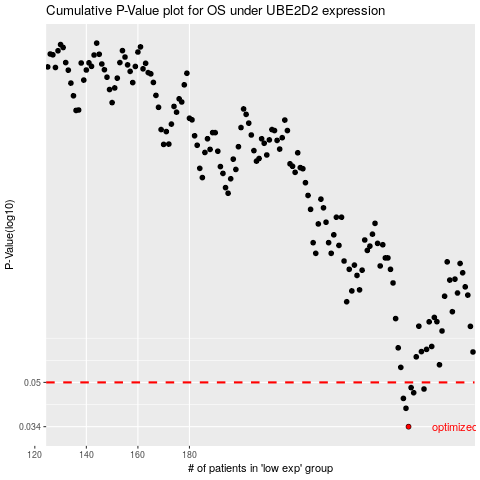 Cumulative P-Value plot for OS under UBE2D2 expression
P-Value(log10)
0.05
0.034
optimized
120 140 160 180
# of patients in 'low exp' group